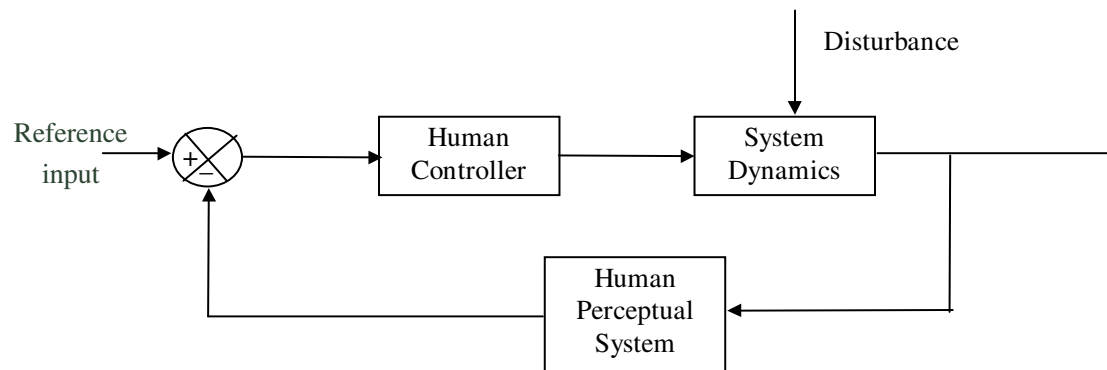 Disturbance
Reference
input
+
−
Human
Controller
System
Dynamics
Human
Perceptual
System